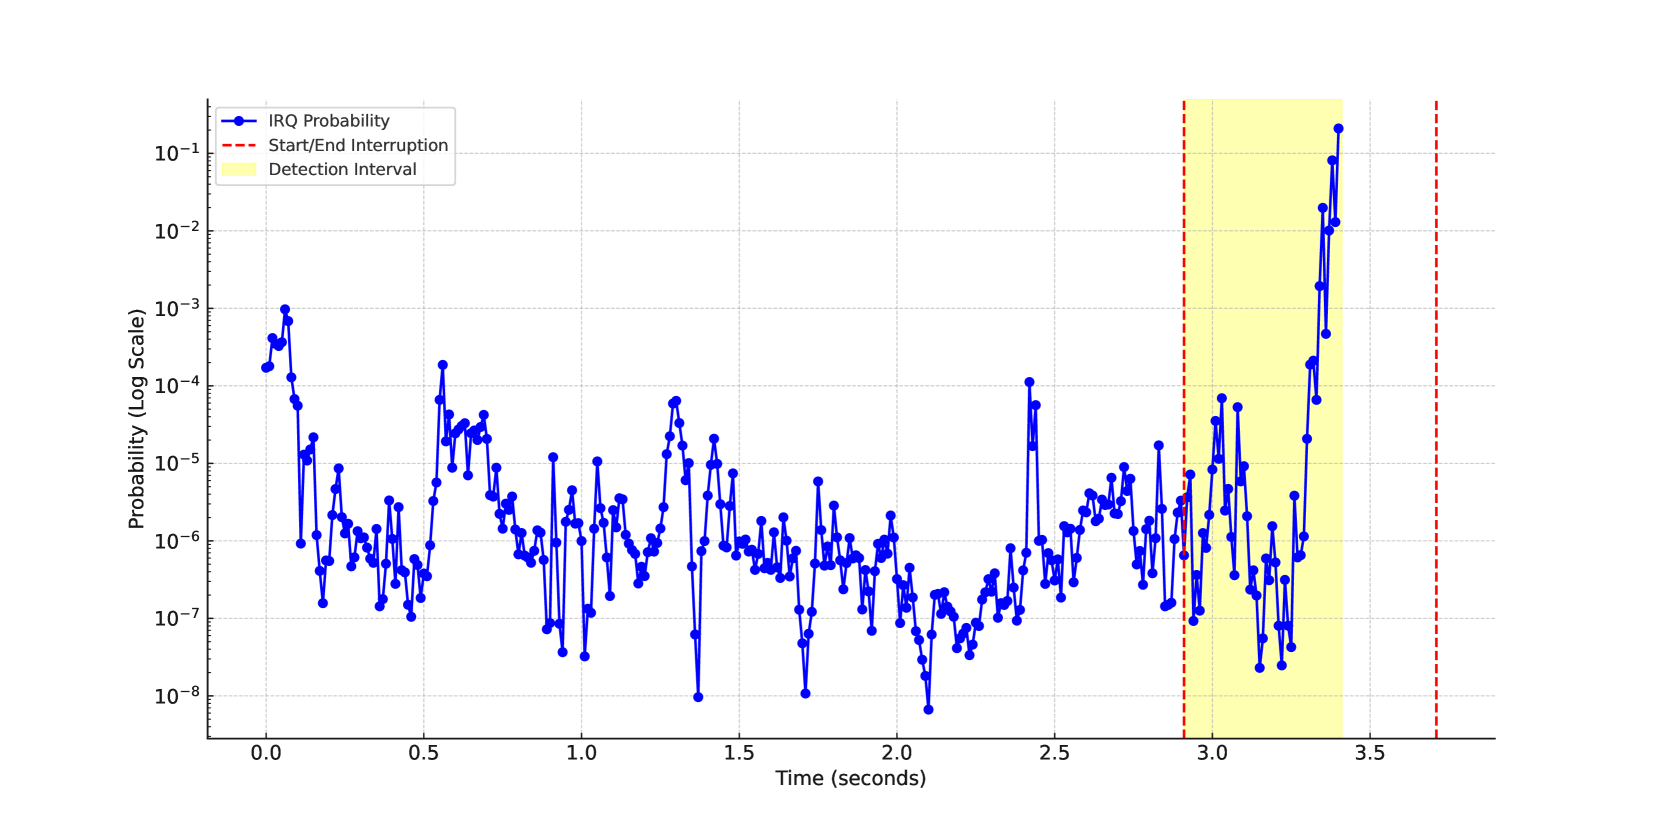 IRQ Probability
Start/End Interruption
Detection Interval
Probability (Log Scale)
10⁻¹
10⁻²
10⁻³
10⁻⁴
10⁻⁵
10⁻⁶
10⁻⁷
10⁻⁸
0.0 0.5 1.0 1.5 2.0 2.5 3.0 3.5
Time (seconds)